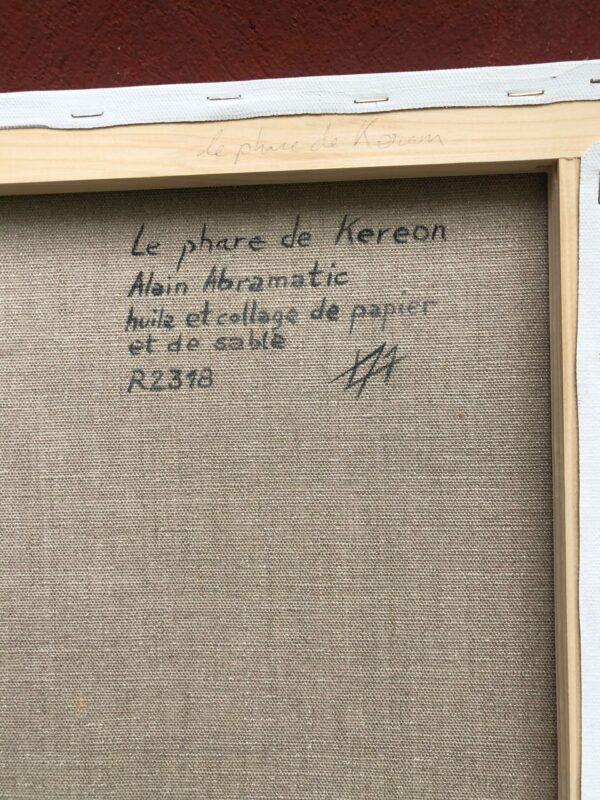 le phare de
Le phare de Kereon
Alain Abramatic
huile et collage de papier
et de sable
R2318